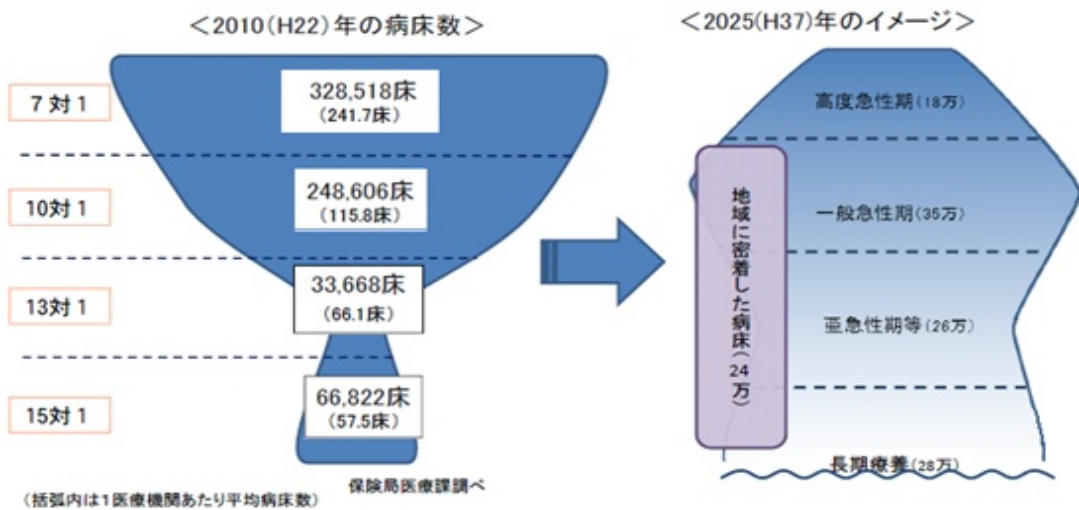 ＜2010(H22)年の病床数＞
7対1
328,518床
(241.7床)
10対1
248,606床
(115.8床)
13対1
33,668床
(66.1床)
15対1
66,822床
(57.5床)
保険局医療課調べ
(括弧内は1医療機関あたり平均病床数)
＜2025(H37)年のイメージ＞
高度急性期(18万)
一般急性期(35万)
亜急性期等(26万)
長期療養(28万)
地域に密着した病床(24万)